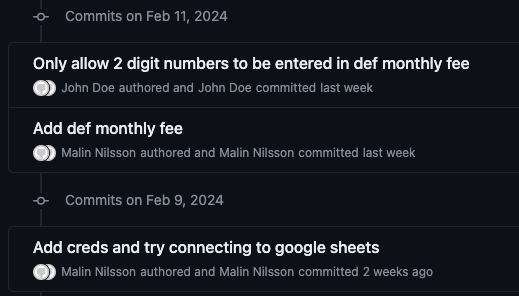 Commits on Feb 11, 2024
Only allow 2 digit numbers to be entered in def monthly fee
John Doe authored and John Doe committed last week
Add def monthly fee
Malin Nilsson authored and Malin Nilsson committed last week
Commits on Feb 9, 2024
Add creds and try connecting to google sheets
Malin Nilsson authored and Malin Nilsson committed 2 weeks ago